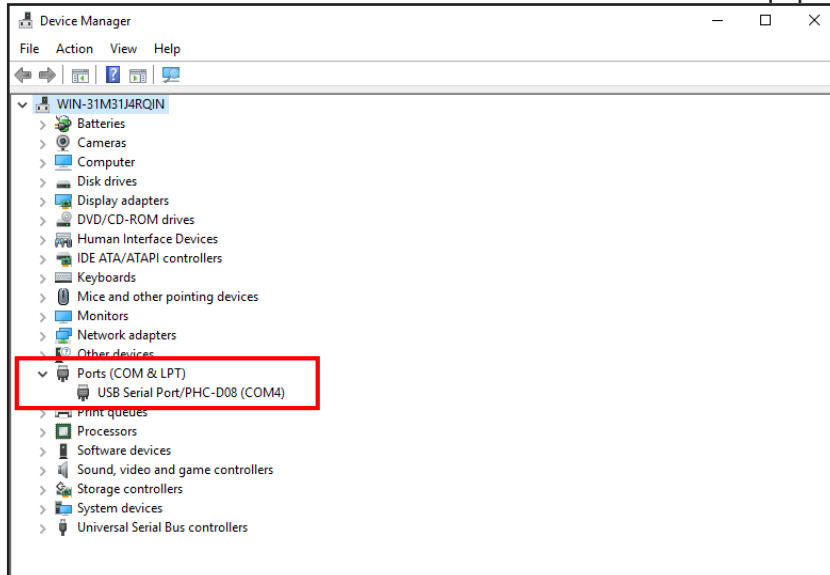 Device Manager
File Action View Help
WIN-31M31J4RQIN
Batteries
Cameras
Computer
Disk drives
Display adapters
DVD/CD-ROM drives
Human Interface Devices
IDE ATA/ATAPI controllers
Keyboards
Mice and other pointing devices
Monitors
Network adapters
Other devices
Ports (COM & LPT)
USB Serial Port/PHC-D08 (COM4)
Print queues
Processors
Software devices
Sound, video and game controllers
Storage controllers
System devices
Universal Serial Bus controllers